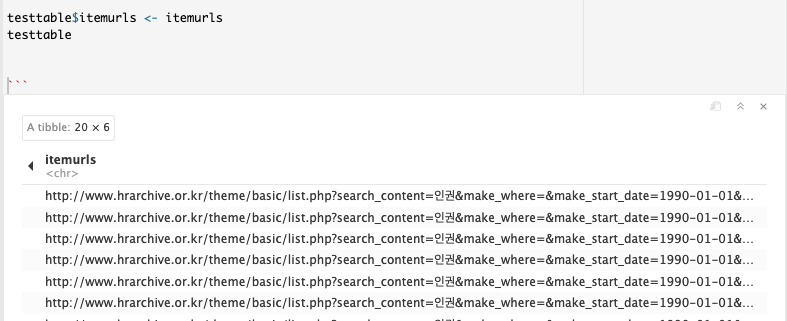 testtable$itemurls <- itemurls
testtable
```
A tibble: 20 × 6
itemurls
<chr>
http://www.hrarchive.or.kr/theme/basic/list.php?search_content=인권&make_where=&make_start_date=1990-01-01&...
http://www.hrarchive.or.kr/theme/basic/list.php?search_content=인권&make_where=&make_start_date=1990-01-01&...
http://www.hrarchive.or.kr/theme/basic/list.php?search_content=인권&make_where=&make_start_date=1990-01-01&...
http://www.hrarchive.or.kr/theme/basic/list.php?search_content=인권&make_where=&make_start_date=1990-01-01&...
http://www.hrarchive.or.kr/theme/basic/list.php?search_content=인권&make_where=&make_start_date=1990-01-01&...
http://www.hrarchive.or.kr/theme/basic/list.php?search_content=인권&make_where=&make_start_date=1990-01-01&...